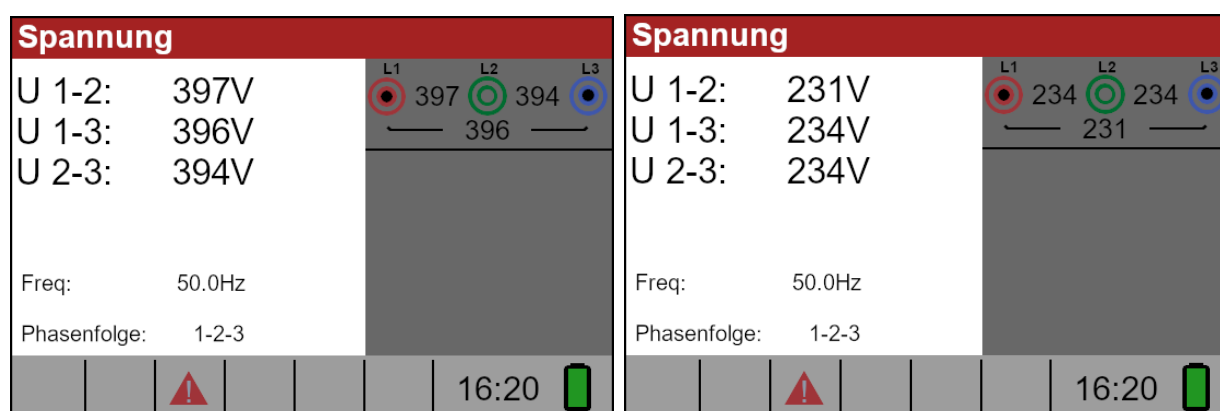 Spannung
U 1-2: 397V
U 1-3: 396V
U 2-3: 394V
Freq: 50.0Hz
Phasenfolge: 1-2-3
L1 L2 L3
397 394
396
16:20
Spannung
U 1-2: 231V
U 1-3: 234V
U 2-3: 234V
Freq: 50.0Hz
Phasenfolge: 1-2-3
L1 L2 L3
234 234
231
16:20